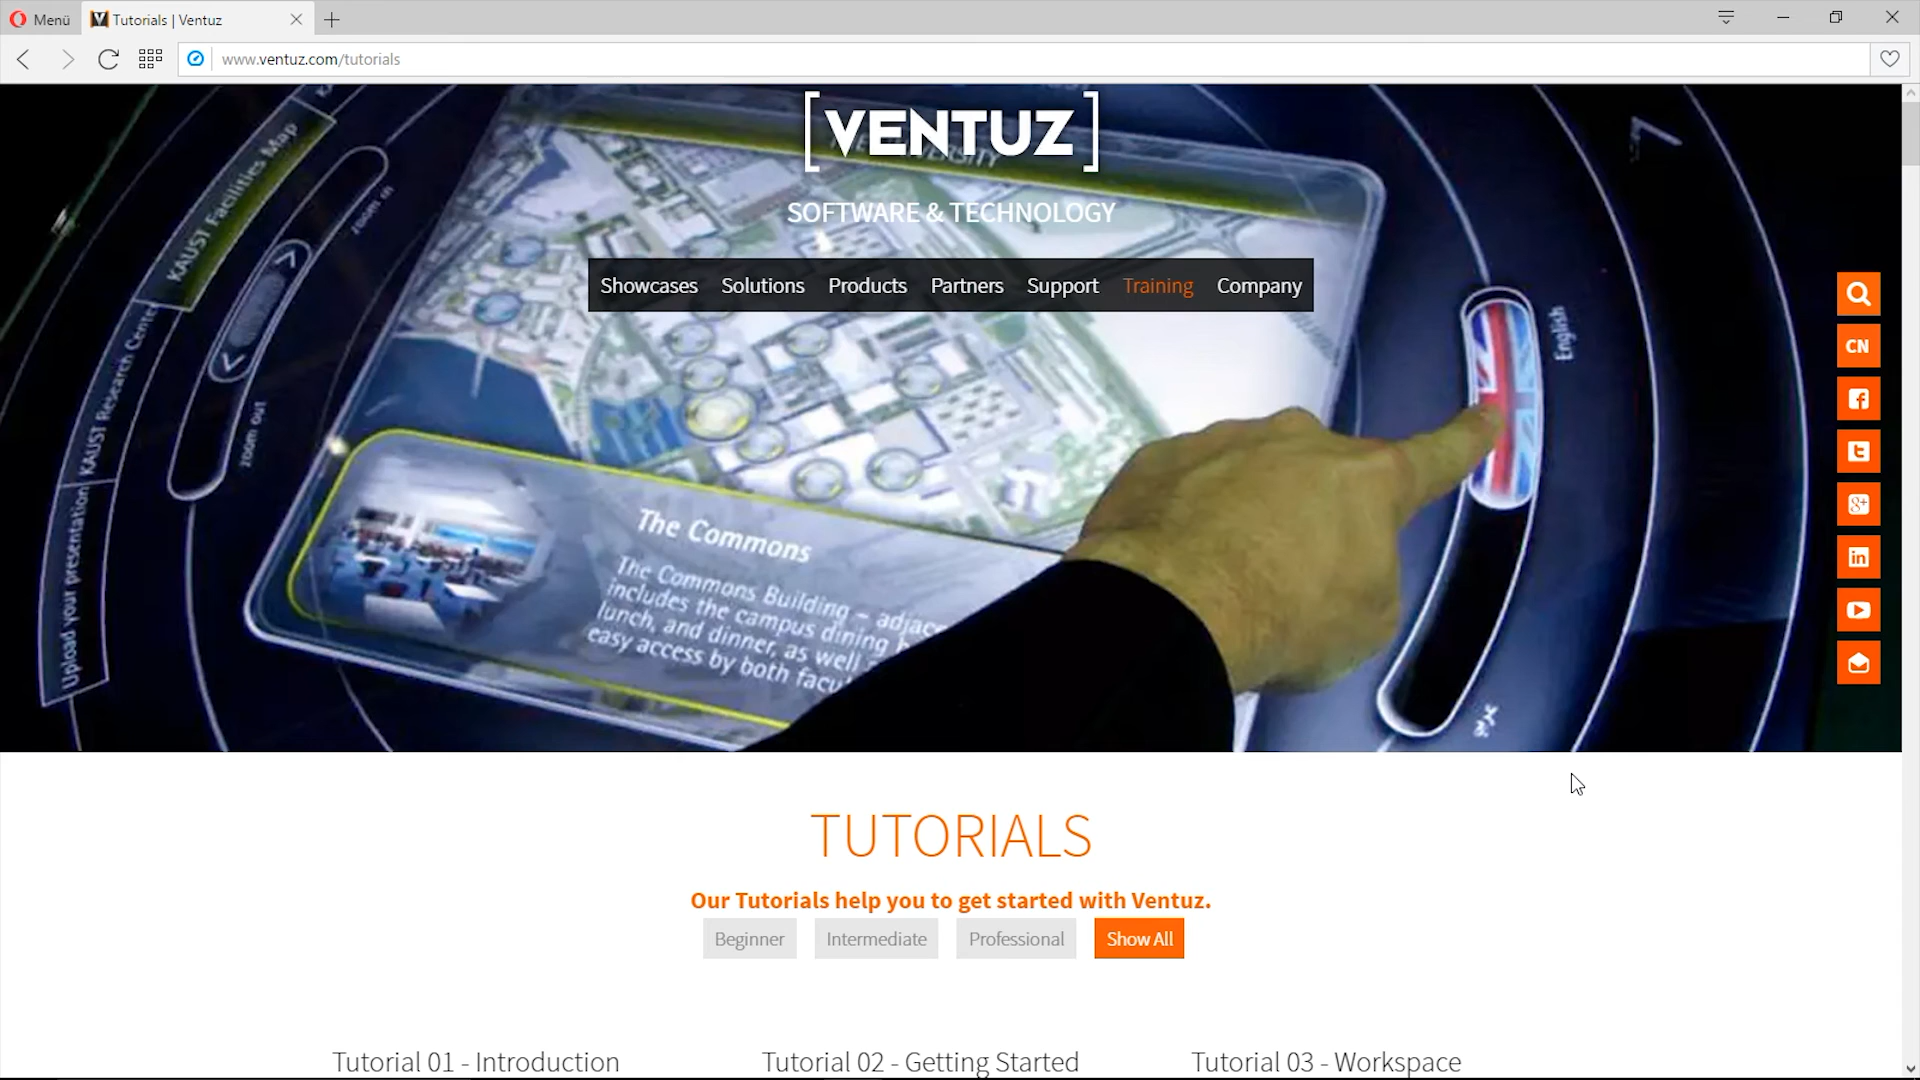 Menü
Tutorials | Ventuz
www.ventuz.com/tutorials
[VENTUZ]
SOFTWARE & TECHNOLOGY
Showcases Solutions Products Partners Support Training Company
KAUST Facilities Map
zoom in
KAUST Research Center
zoom out
Upload your presentation
English
CN
The Commons
The Commons Building – adjace
includes the campus dining
lunch, and dinner, as well
easy access by both facul
TUTORIALS
Our Tutorials help you to get started with Ventuz.
Beginner Intermediate Professional Show All
Tutorial 01 - Introduction
Tutorial 02 - Getting Started
Tutorial 03 - Workspace